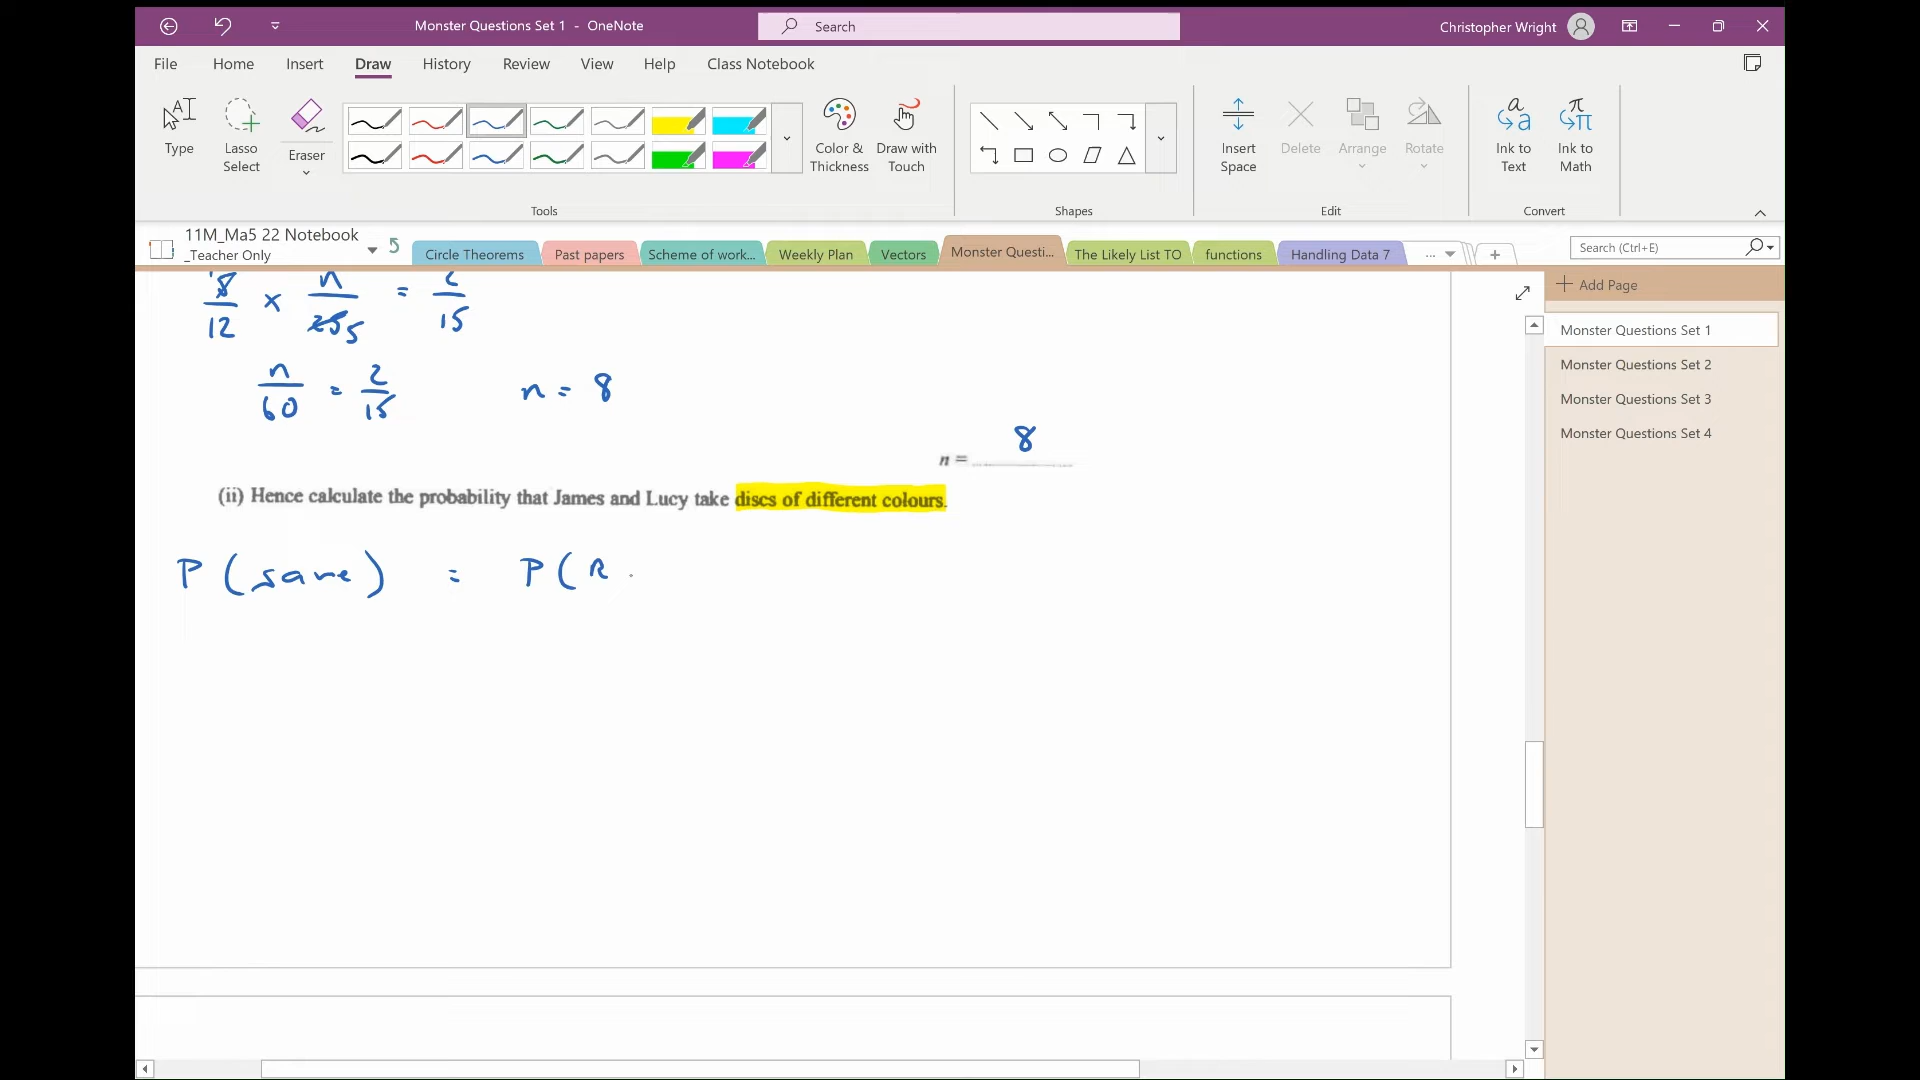 Monster Questions Set 1 - OneNote
Search
Christopher Wright
File Home Insert Draw History Review View Help Class Notebook
Type
Lasso Select
Eraser
Color & Thickness
Draw with Touch
Insert Space
Delete
Arrange
Rotate
Ink to Text
Ink to Math
Tools
Shapes
Edit
Convert
11M_Ma5 22 Notebook
_Teacher Only
Circle Theorems
Past papers
Scheme of work...
Weekly Plan
Vectors
Monster Questi...
The Likely List TO
functions
Handling Data 7
...
Search (Ctrl+E)
Add Page
Monster Questions Set 1
Monster Questions Set 2
Monster Questions Set 3
Monster Questions Set 4
8/12 × n/25 5 = 2/15
n/60 = 2/15 n = 8
n = 8
(ii) Hence calculate the probability that James and Lucy take discs of different colours.
P (same) = P ( R